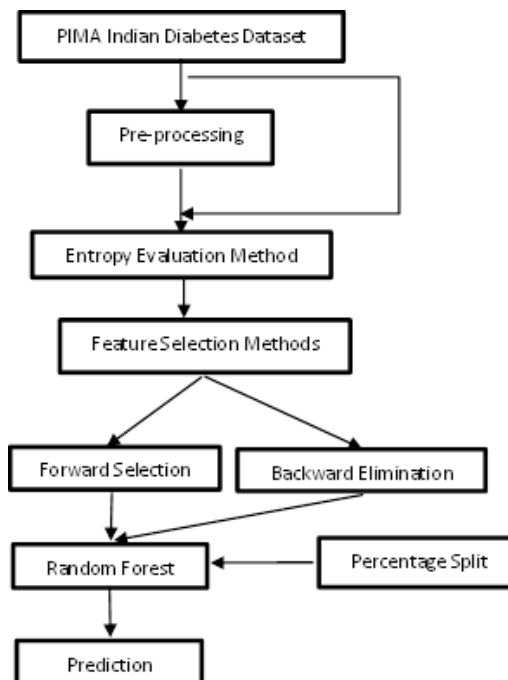 PIMA Indian Diabetes Dataset
Pre-processing
Entropy Evaluation Method
Feature Selection Methods
Forward Selection
Backward Elimination
Random Forest
Percentage Split
Prediction